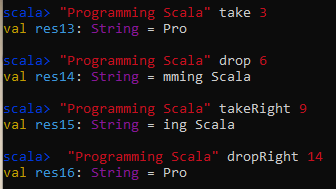 scala> "Programming Scala" take 3
val res13: String = Pro
scala> "Programming Scala" drop 6
val res14: String = mming Scala
scala> "Programming Scala" takeRight 9
val res15: String = ing Scala
scala>  "Programming Scala" dropRight 14
val res16: String = Pro